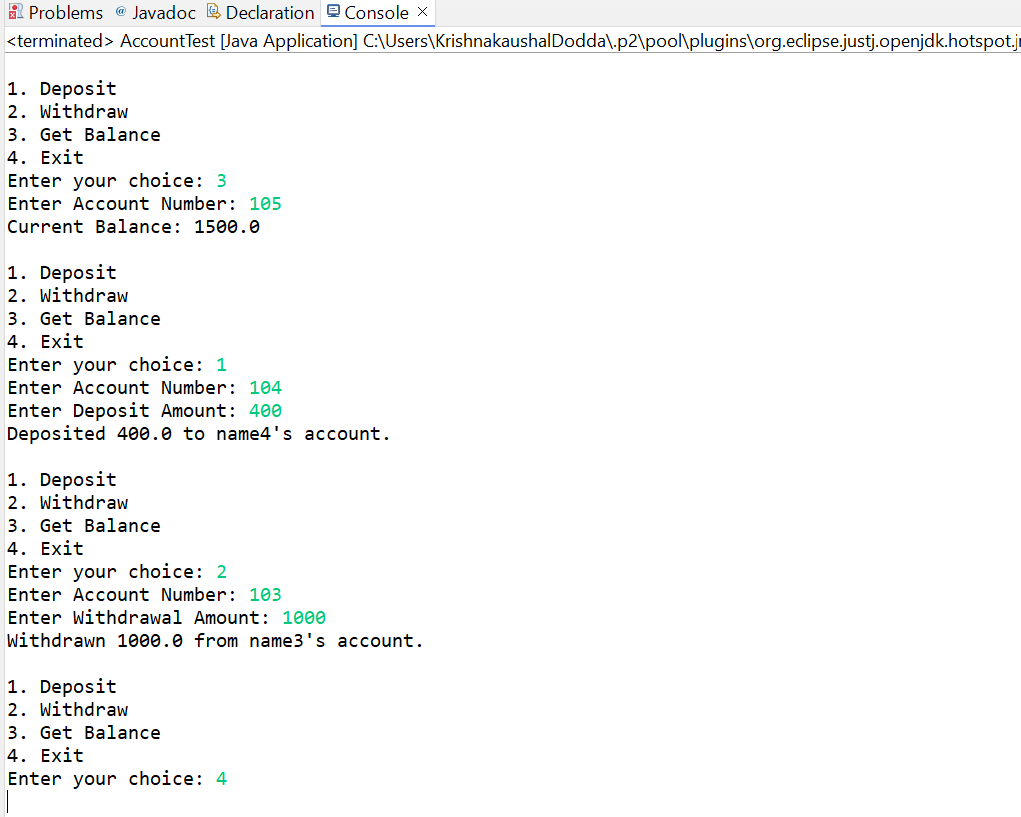 Problems @ Javadoc Declaration Console
<terminated> AccountTest [Java Application] C:\Users\KrishnakaushalDodda\.p2\pool\plugins\org.eclipse.justj.openjdk.hotspot.j
1. Deposit
2. Withdraw
3. Get Balance
4. Exit
Enter your choice: 3
Enter Account Number: 105
Current Balance: 1500.0
1. Deposit
2. Withdraw
3. Get Balance
4. Exit
Enter your choice: 1
Enter Account Number: 104
Enter Deposit Amount: 400
Deposited 400.0 to name4's account.
1. Deposit
2. Withdraw
3. Get Balance
4. Exit
Enter your choice: 2
Enter Account Number: 103
Enter Withdrawal Amount: 1000
Withdrawn 1000.0 from name3's account.
1. Deposit
2. Withdraw
3. Get Balance
4. Exit
Enter your choice: 4